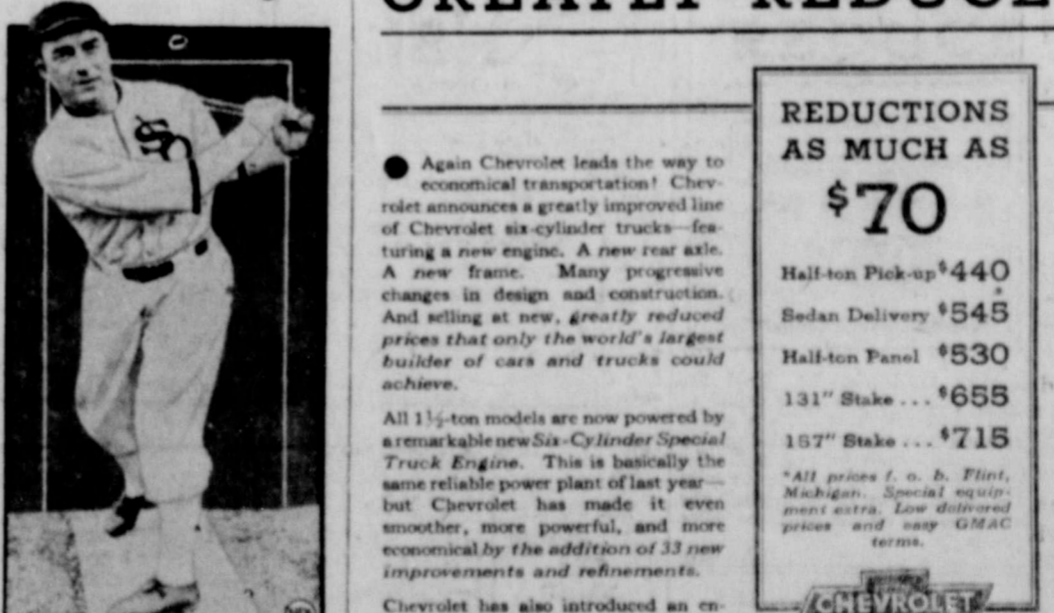 GREATLY REDUCE
Again Chevrolet leads the way to
economical transportation! Chev-
rolet announces a greatly improved line
of Chevrolet six-cylinder trucks—fea-
turing a new engine. A new rear axle.
A new frame. Many progressive
changes in design and construction.
And selling at new, greatly reduced
prices that only the world's largest
builder of cars and trucks could
achieve.
All 1½-ton models are now powered by
a remarkable new Six-Cylinder Special
Truck Engine. This is basically the
same reliable power plant of last year—
but Chevrolet has made it even
smoother, more powerful, and more
economical by the addition of 33 new
improvements and refinements.
Chevrolet has also introduced an en-
REDUCTIONS
AS MUCH AS
$70
Half-ton Pick-up $440
Sedan Delivery $545
Half-ton Panel $530
131" Stake ... $655
157" Stake ... $715
*All prices f. o. b. Flint,
Michigan. Special equip-
ment extra. Low delivered
prices and easy GMAC
terms.
CHEVROLET
SO